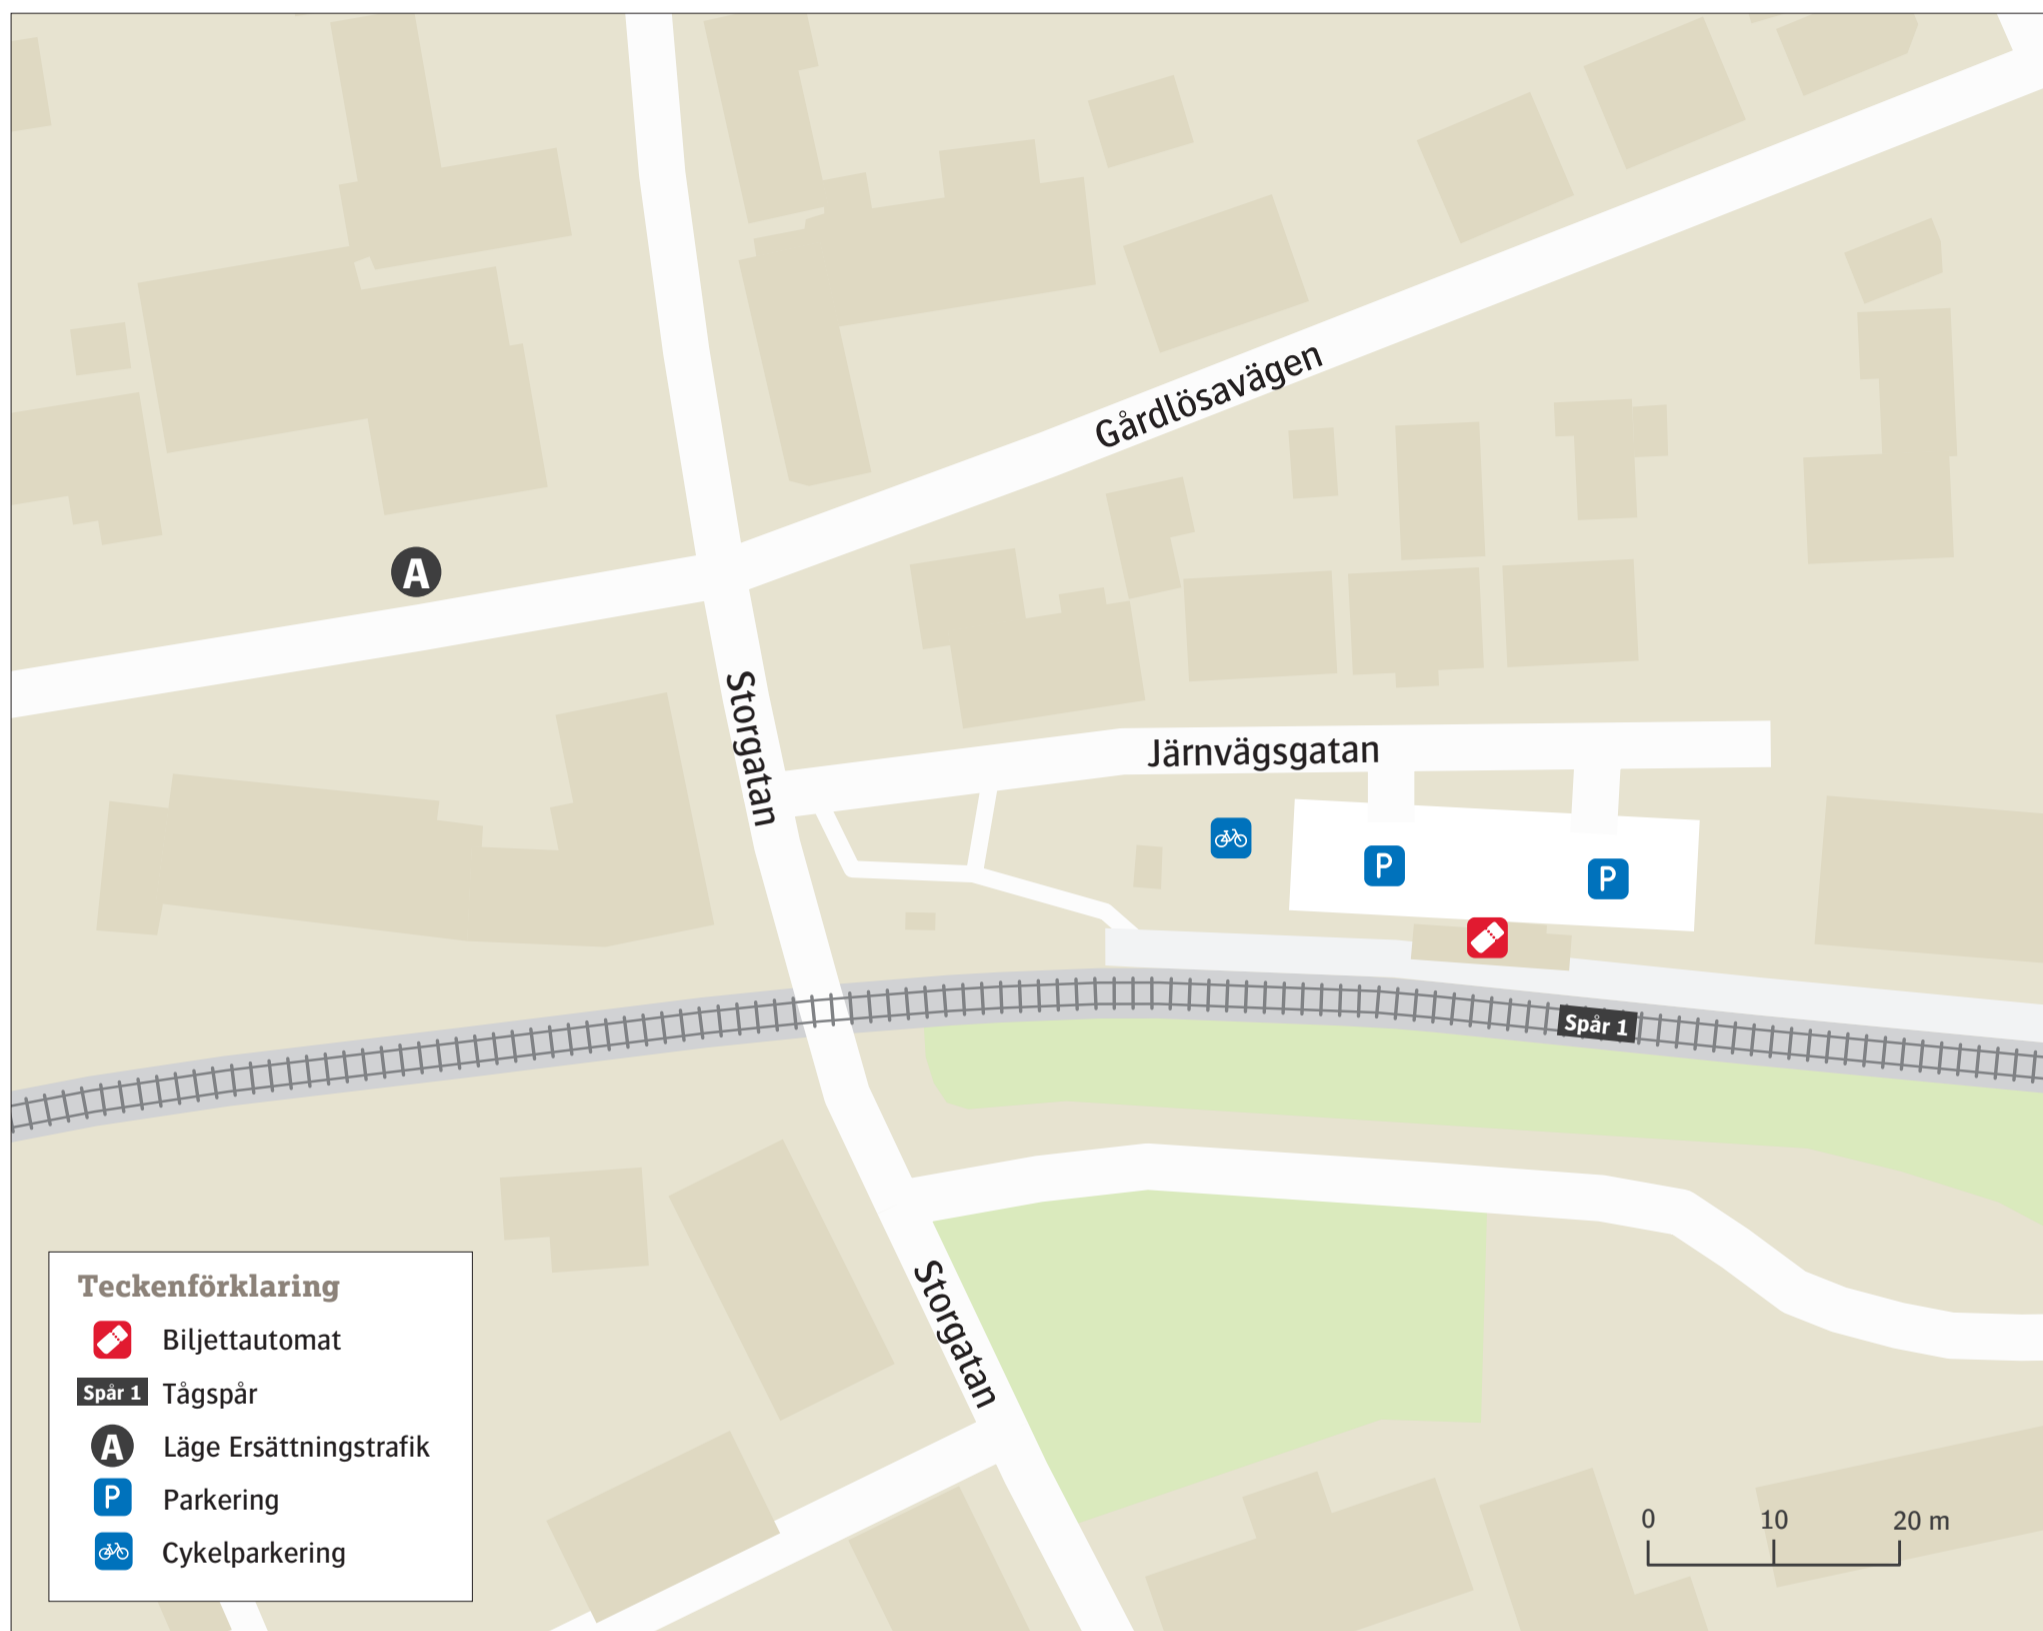 Gårdlösavägen
A
Storgatan
Järnvägsgatan
P
P
Spår 1
Storgatan
Teckenförklaring
Biljettautomat
Spår 1 Tågspår
A Läge Ersättningstrafik
P Parkering
Cykelparkering
0 10 20 m